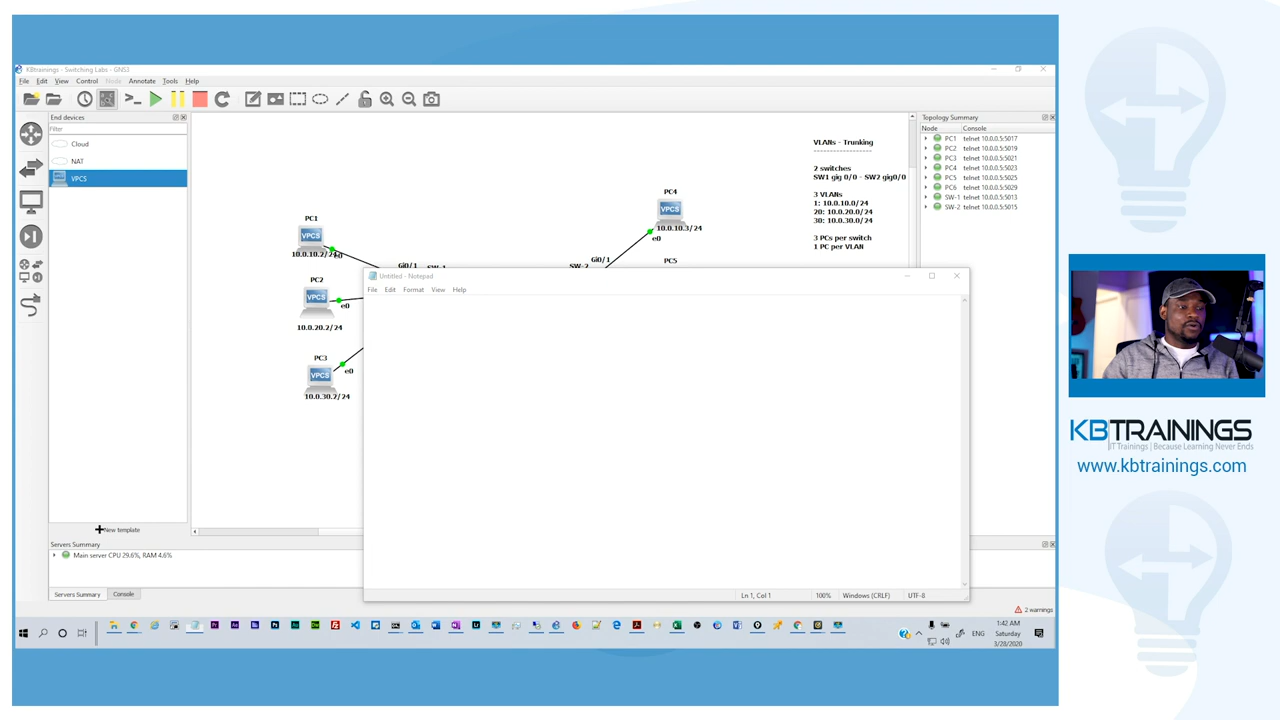 KBtrainings - Switching Labs - GNS3
File Edit View Control Node Annotate Tools Help
End devices
Filter
Cloud
NAT
VPCS
New template
Servers Summary
Main server CPU 29.6%, RAM 4.6%
Servers Summary Console
PC1
VPCS
10.0.10.2/24
e0
Gi0/1
PC2
VPCS
e0
10.0.20.2/24
PC3
VPCS
e0
10.0.30.2/24
PC4
VPCS
10.0.10.3/24
e0
Gi0/1
SW-2
PC5
VLANs - Trunking
--------------------
2 switches
SW1 gig 0/0 - SW2 gig0/0
3 VLANs
1: 10.0.10.0/24
20: 10.0.20.0/24
30: 10.0.30.0/24
3 PCs per switch
1 PC per VLAN
Topology Summary
Node Console
PC1 telnet 10.0.0.5:5017
PC2 telnet 10.0.0.5:5019
PC3 telnet 10.0.0.5:5021
PC4 telnet 10.0.0.5:5023
PC5 telnet 10.0.0.5:5025
PC6 telnet 10.0.0.5:5029
SW-1 telnet 10.0.0.5:5013
SW-2 telnet 10.0.0.5:5015
Untitled - Notepad
File Edit Format View Help
Ln 1, Col 1 100% Windows (CRLF) UTF-8
2 warnings
ENG
1:42 AM
Saturday
3/28/2020
KBTRAININGS
IT Trainings | Because Learning Never Ends
www.kbtrainings.com